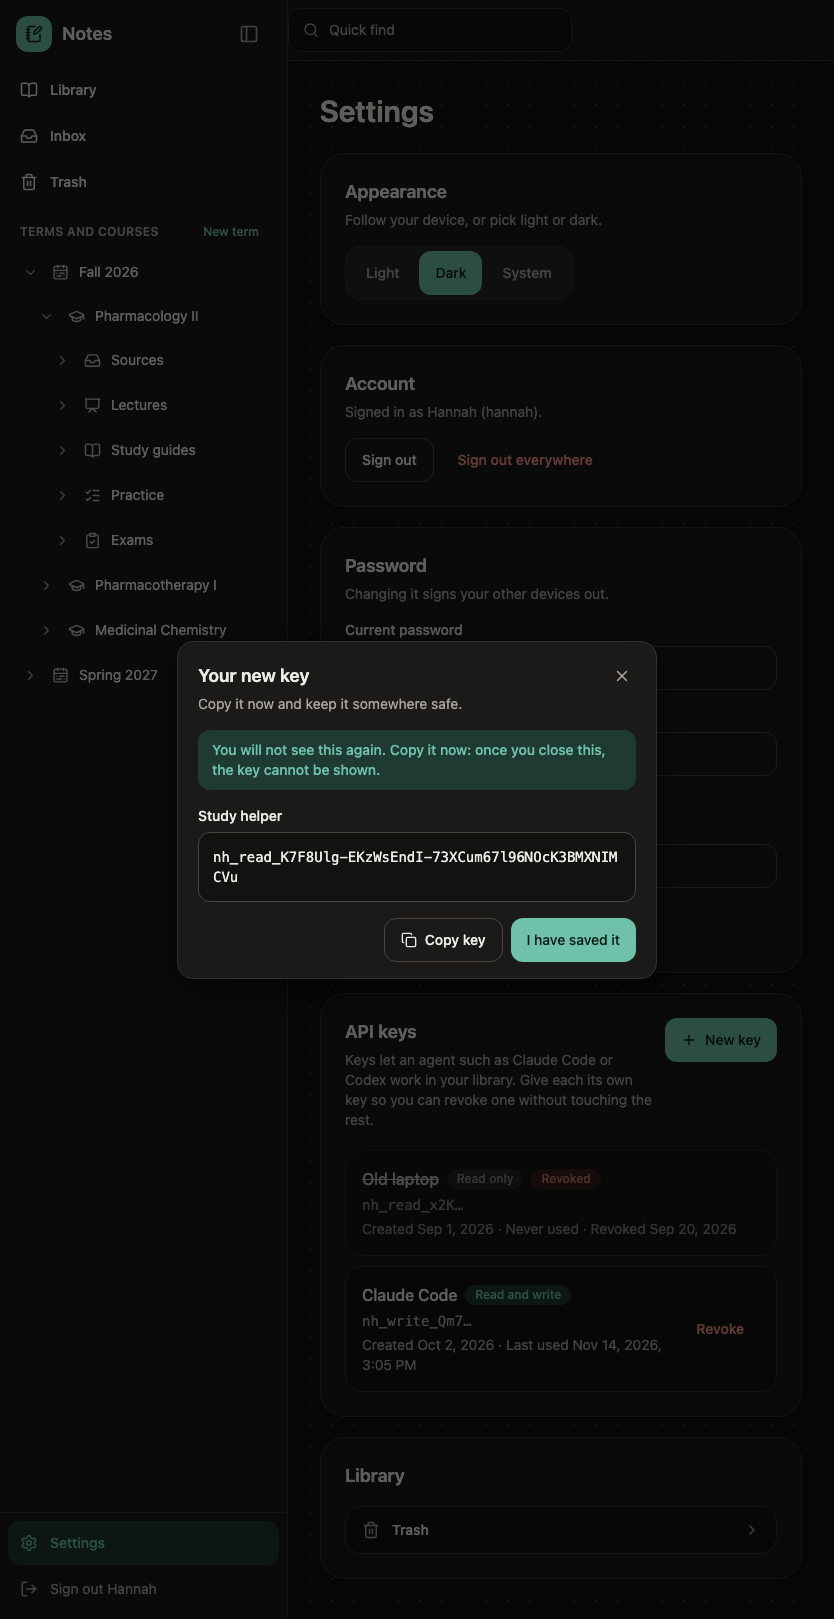 Notes
Quick find
Library
Inbox
Trash
TERMS AND COURSES
New term
Fall 2026
Pharmacology II
Sources
Lectures
Study guides
Practice
Exams
Pharmacotherapy I
Medicinal Chemistry
Spring 2027
Settings
Appearance
Follow your device, or pick light or dark.
Light
Dark
System
Account
Signed in as Hannah (hannah).
Sign out
Sign out everywhere
Password
Changing it signs your other devices out.
Current password
Your new key
Copy it now and keep it somewhere safe.
You will not see this again. Copy it now: once you close this,
the key cannot be shown.
Study helper
nh_read_K7F8Ulg-EKzWsEndI-73XCum67l96NOcK3BMXNIM
CVu
Copy key
I have saved it
API keys
New key
Keys let an agent such as Claude Code or
Codex work in your library. Give each its own
key so you can revoke one without touching the
rest.
Old laptop
Read only
Revoked
nh_read_x2K…
Created Sep 1, 2026 · Never used · Revoked Sep 20, 2026
Claude Code
Read and write
nh_write_Qm7…
Revoke
Created Oct 2, 2026 · Last used Nov 14, 2026,
3:05 PM
Library
Trash
Settings
Sign out Hannah